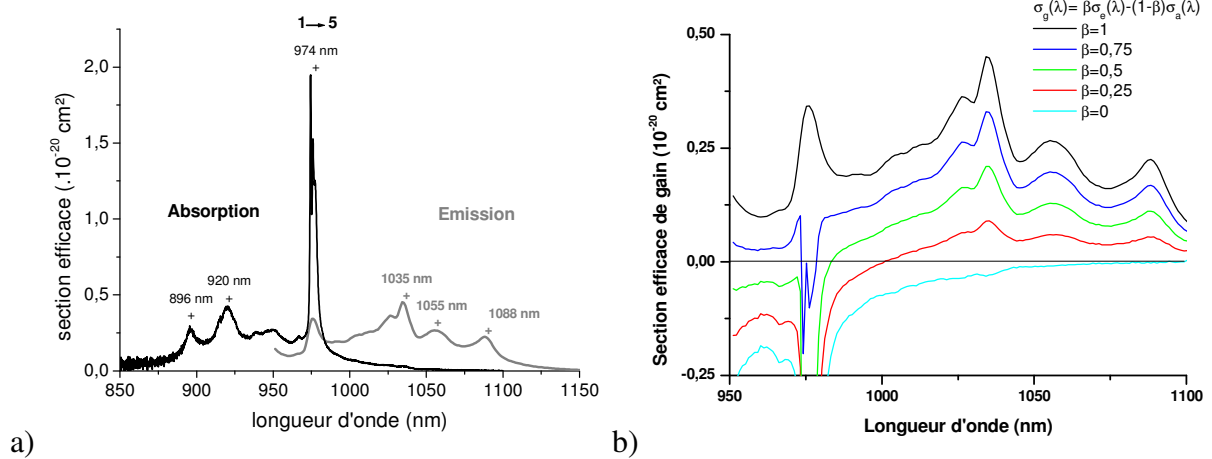 1→5
974 nm
+
2,0
1,5
1,0
0,5
0,0
section efficace (.10⁻²⁰ cm²)
Absorption
Emission
896 nm
+
920 nm
+
1035 nm
+
1055 nm
+
1088 nm
+
850 900 950 1000 1050 1100 1150
longueur d'onde (nm)
a)
σg(λ)= βσe(λ)-(1-β)σa(λ)
β=1
β=0,75
β=0,5
β=0,25
β=0
0,50
0,25
0,00
-0,25
Section efficace de gain (10⁻²⁰ cm²)
950 1000 1050 1100
Longueur d'onde (nm)
b)